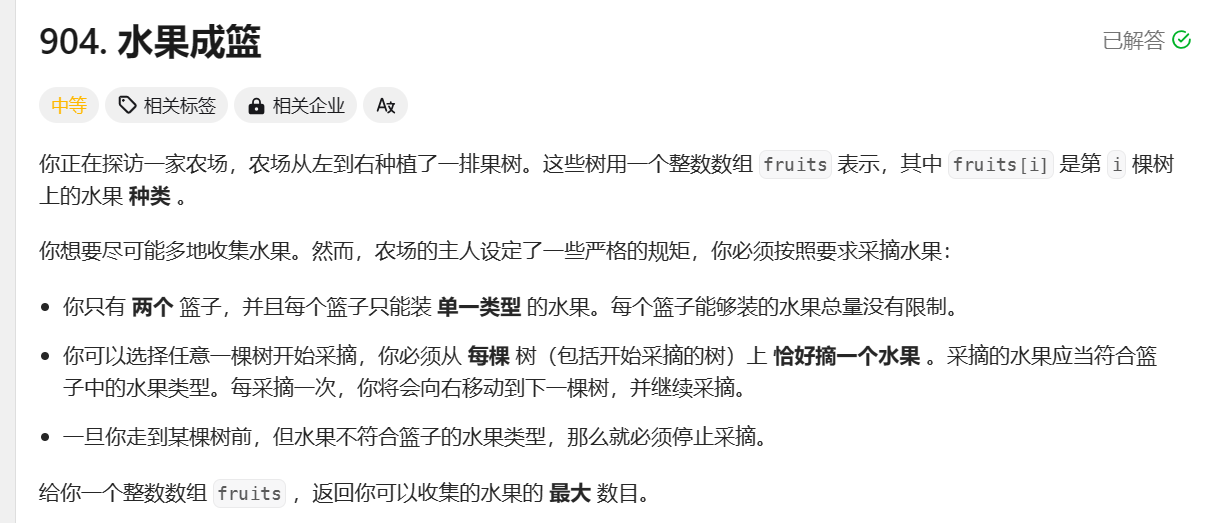 904. 水果成篮
已解答
中等
相关标签
相关企业
你正在探访一家农场，农场从左到右种植了一排果树。这些树用一个整数数组 fruits 表示，其中 fruits[i] 是第 i 棵树
上的水果 种类 。
你想要尽可能多地收集水果。然而，农场的主人设定了一些严格的规矩，你必须按照要求采摘水果：
你只有 两个 篮子，并且每个篮子只能装 单一类型 的水果。每个篮子能够装的水果总量没有限制。
你可以选择任意一棵树开始采摘，你必须从 每棵 树（包括开始采摘的树）上 恰好摘一个水果 。采摘的水果应当符合篮
子中的水果类型。每采摘一次，你将会向右移动到下一棵树，并继续采摘。
一旦你走到某棵树前，但水果不符合篮子的水果类型，那么就必须停止采摘。
给你一个整数数组 fruits ，返回你可以收集的水果的 最大 数目。